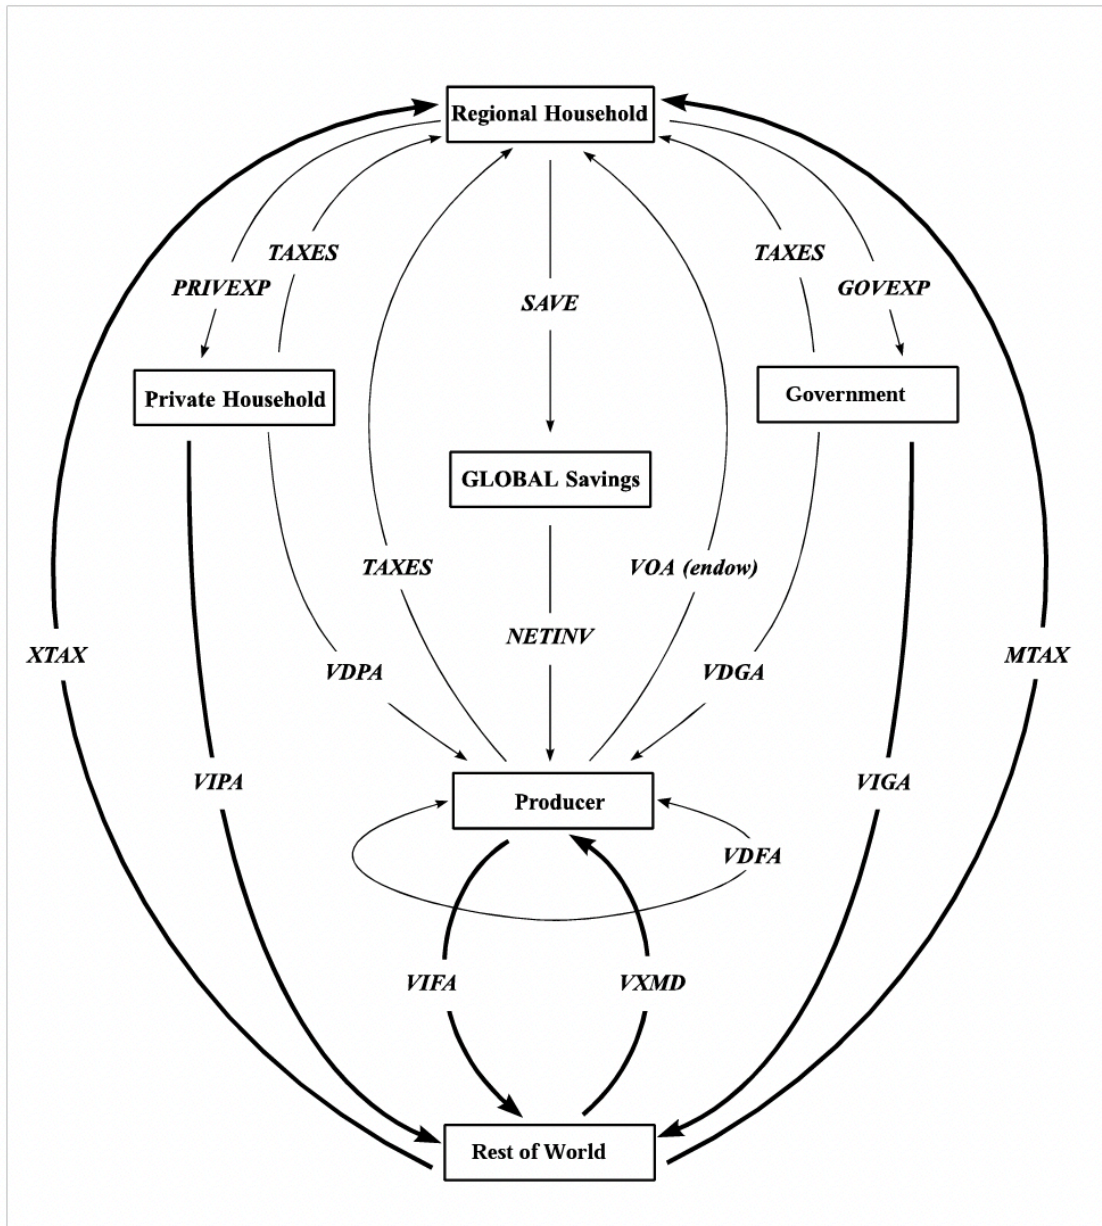 Regional Household
TAXES
TAXES
PRIVEXP
SAVE
GOVEXP
Private Household
Government
GLOBAL Savings
TAXES
VOA (endow)
NETINV
XTAX
MTAX
VDPA
VDGA
VIPA
VIGA
Producer
VDFA
VIFA
VXMD
Rest of World